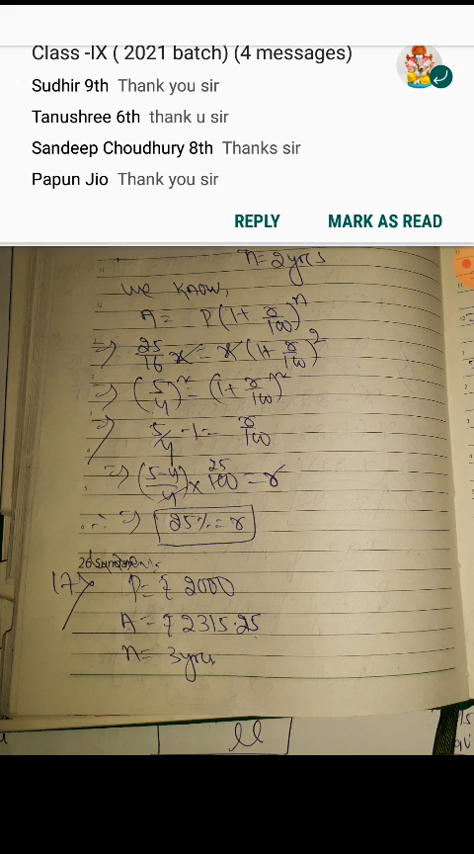 Class -IX ( 2021 batch) (4 messages)
Sudhir 9th Thank you sir
Tanushree 6th thank u sir
Sandeep Choudhury 8th Thanks sir
Papun Jio Thank you sir
REPLY MARK AS READ
n=2yrs
We know,
A= P(1+ r/100)^n
=> 25/16 x = x(1+ r/100)^2
=> (5/4)^2 = (1+ r/100)^2
=> 5/4 -1= r/100
=> (5-4/4)× 25 100 = r
∴ => 25%=r
17)
P= ₹ 2000
A= ₹ 2315.25
n= 3yrs